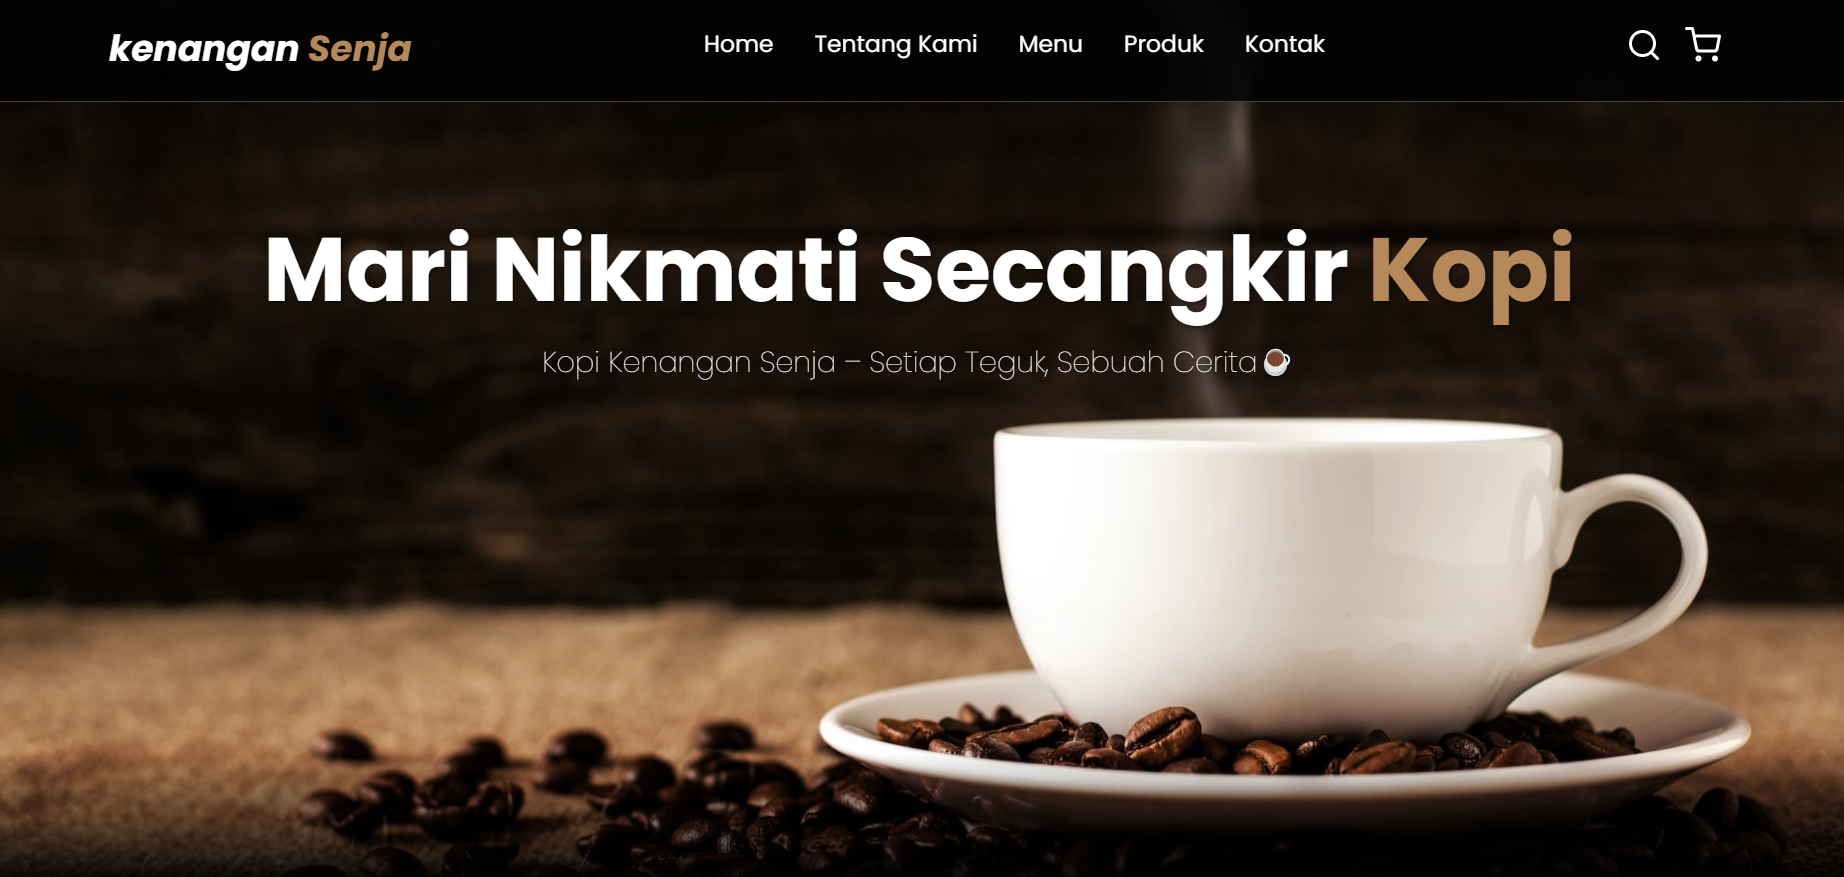 kenangan Senja
Home Tentang Kami Menu Produk Kontak
Mari Nikmati Secangkir Kopi
Kopi Kenangan Senja – Setiap Teguk, Sebuah Cerita☕